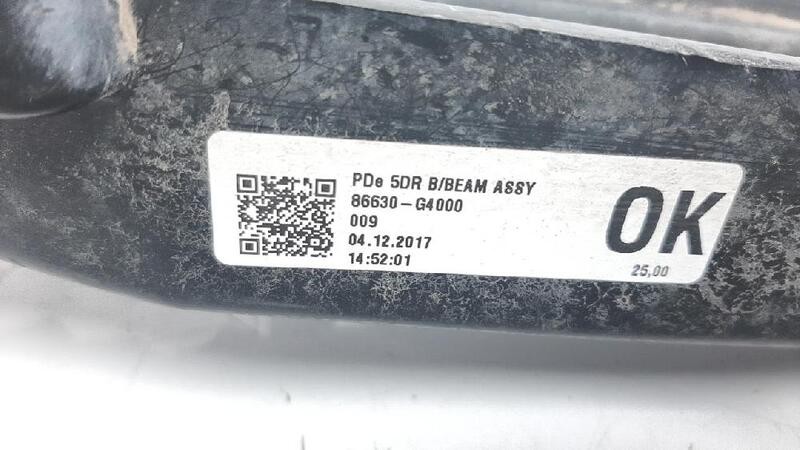 PDe 5DR B/BEAM ASSY
86630-G4000
009
04.12.2017
14:52:01
OK
25,00